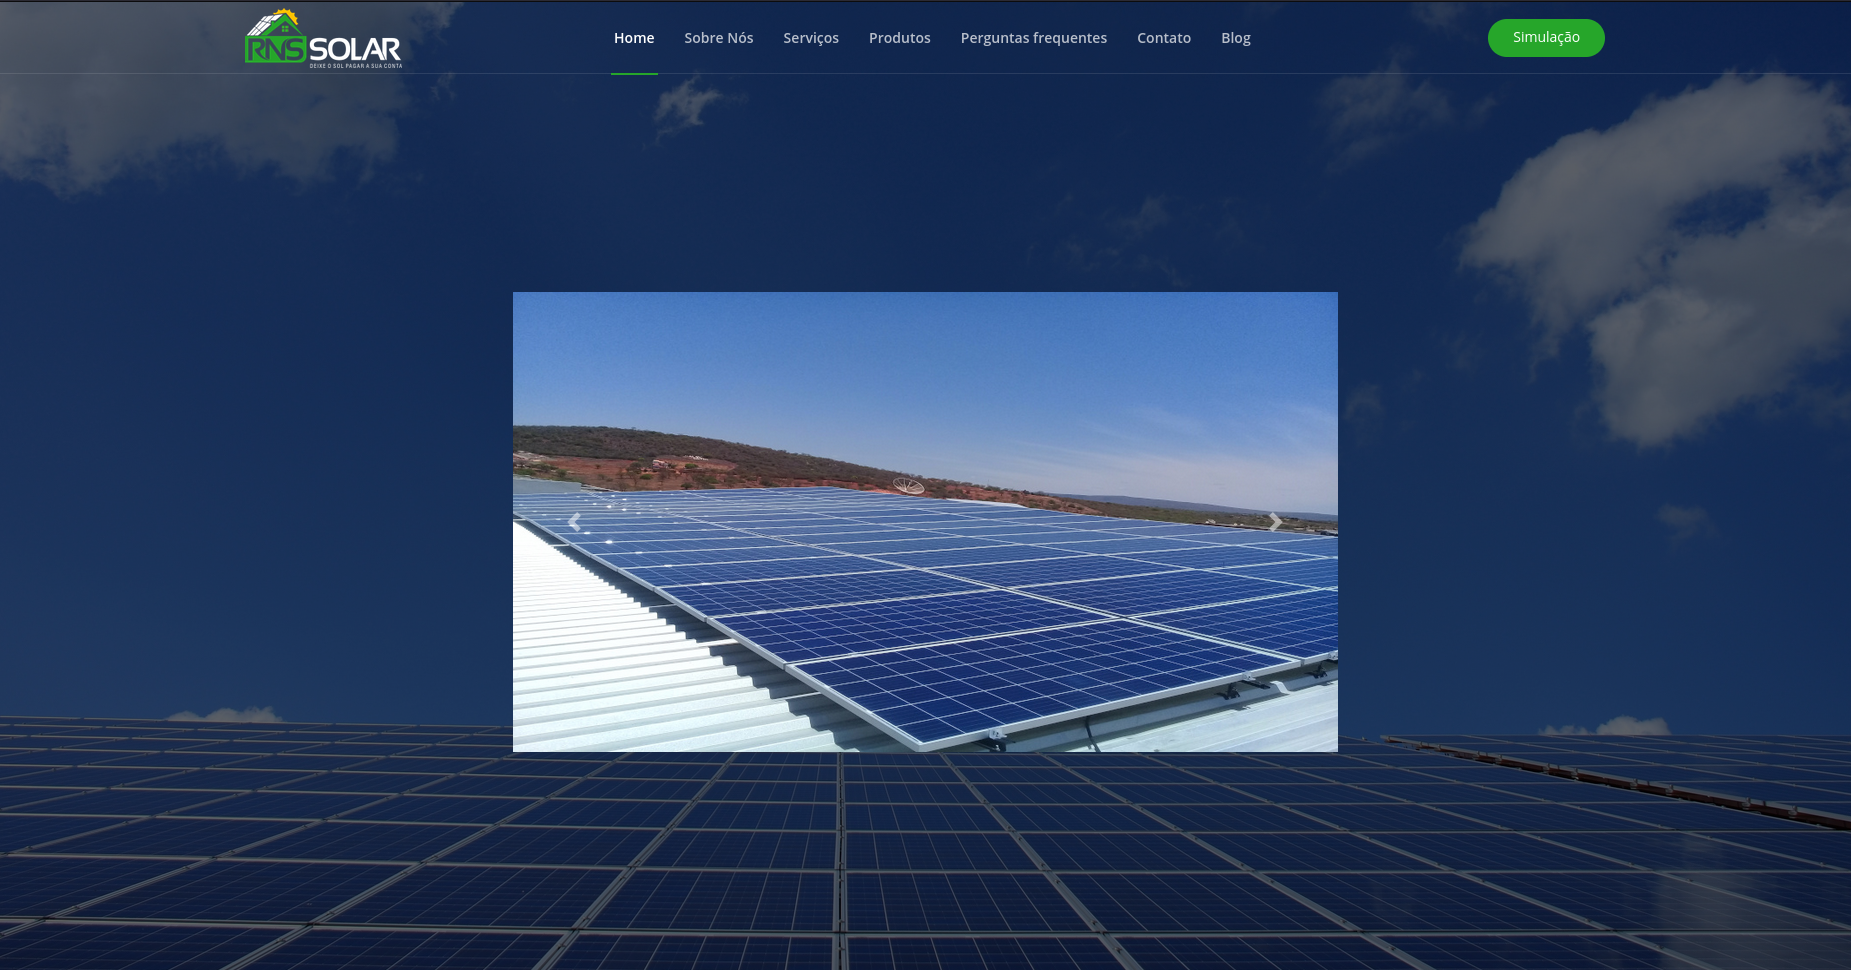 RNS SOLAR
DEIXE O SOL PAGAR A SUA CONTA
Home
Sobre Nós
Serviços
Produtos
Perguntas frequentes
Contato
Blog
Simulação